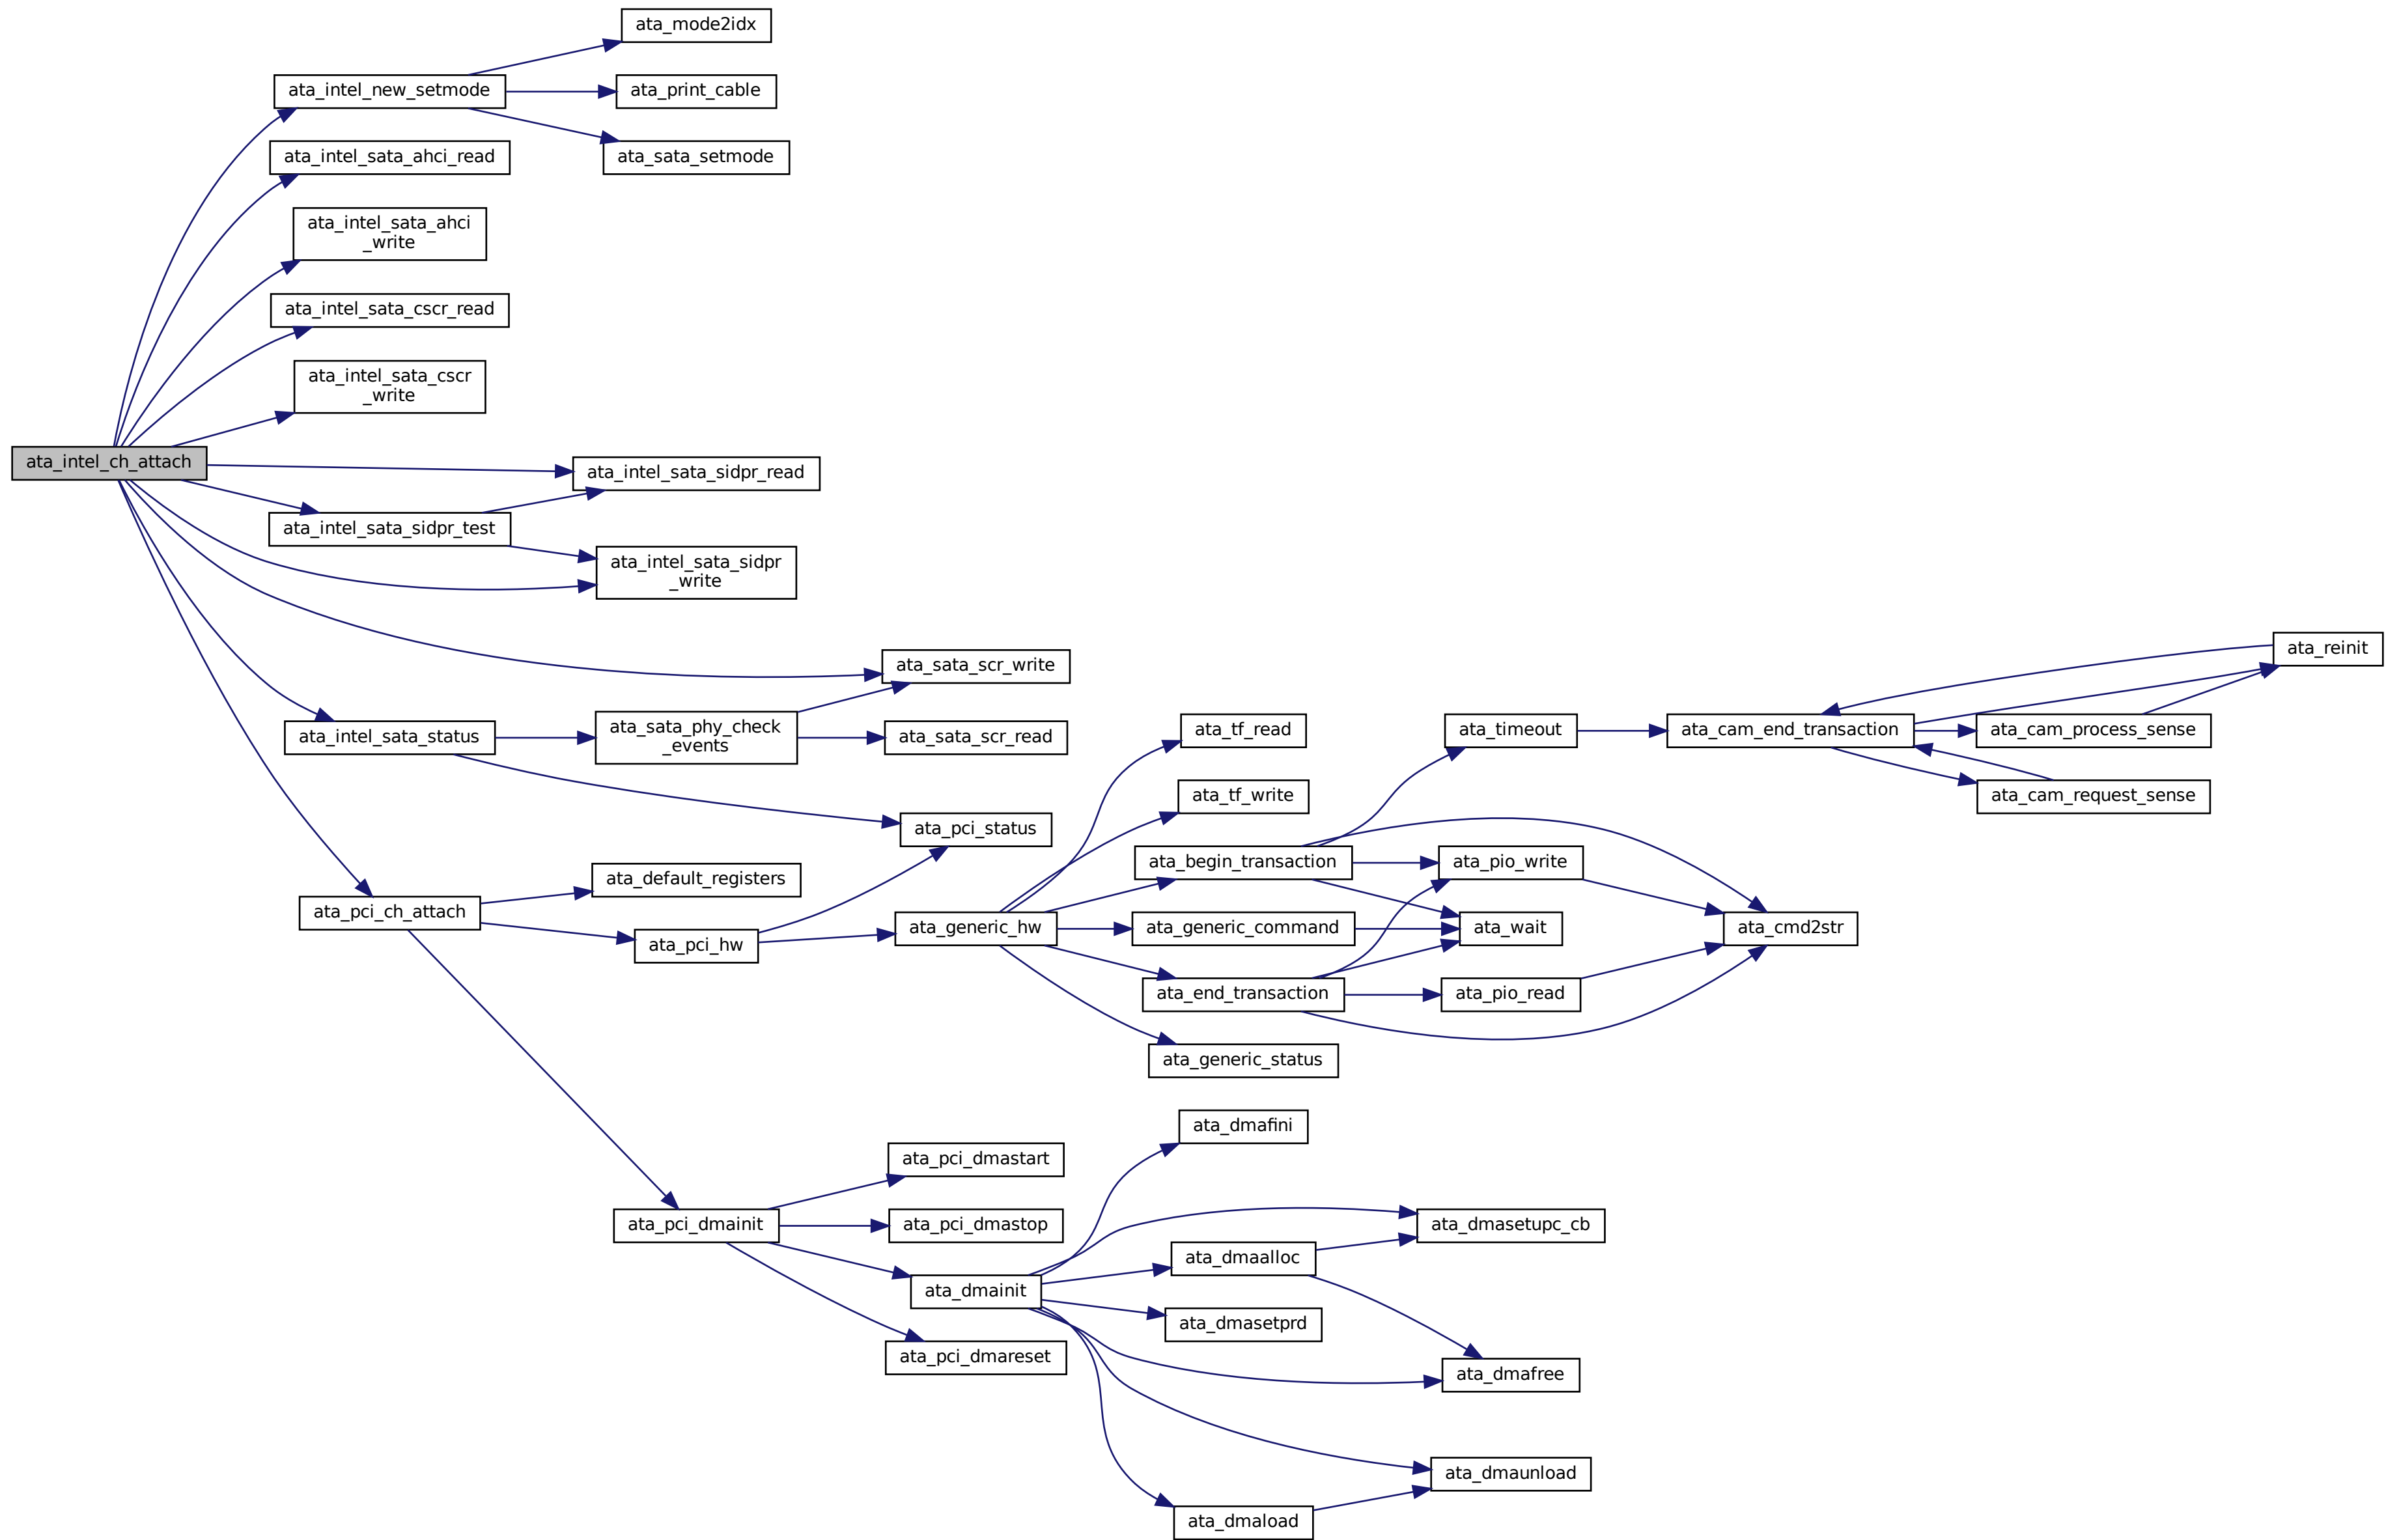 ata_mode2idx
ata_intel_new_setmode
ata_print_cable
ata_intel_sata_ahci_read
ata_sata_setmode
ata_intel_sata_ahci
_write
ata_intel_sata_cscr_read
ata_intel_sata_cscr
_write
ata_intel_ch_attach
ata_intel_sata_sidpr_read
ata_intel_sata_sidpr_test
ata_intel_sata_sidpr
_write
ata_sata_scr_write
ata_reinit
ata_intel_sata_status
ata_sata_phy_check
_events
ata_sata_scr_read
ata_tf_read
ata_timeout
ata_cam_end_transaction
ata_cam_process_sense
ata_tf_write
ata_cam_request_sense
ata_pci_status
ata_begin_transaction
ata_pio_write
ata_default_registers
ata_pci_ch_attach
ata_pci_hw
ata_generic_hw
ata_generic_command
ata_wait
ata_cmd2str
ata_end_transaction
ata_pio_read
ata_generic_status
ata_dmafini
ata_pci_dmastart
ata_pci_dmainit
ata_pci_dmastop
ata_dmasetupc_cb
ata_dmaalloc
ata_dmainit
ata_dmasetprd
ata_pci_dmareset
ata_dmafree
ata_dmaunload
ata_dmaload